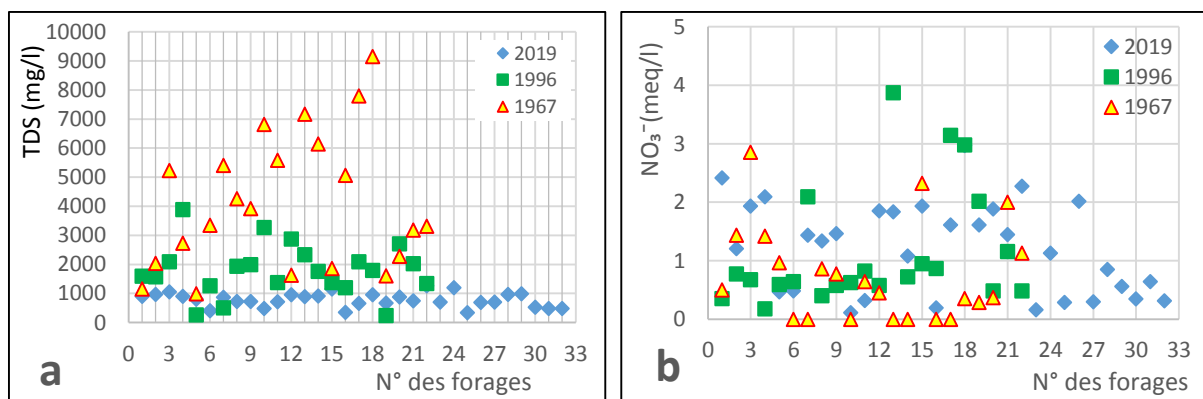 TDS (mg/l)
10000
9000
8000
7000
6000
5000
4000
3000
2000
1000
0
0 3 6 9 12 15 18 21 24 27 30 33
N° des forages
2019
1996
1967
a
NO₃⁻ (meq/l)
5
4
3
2
1
0
0 3 6 9 12 15 18 21 24 27 30 33
N° des forages
2019
1996
1967
b